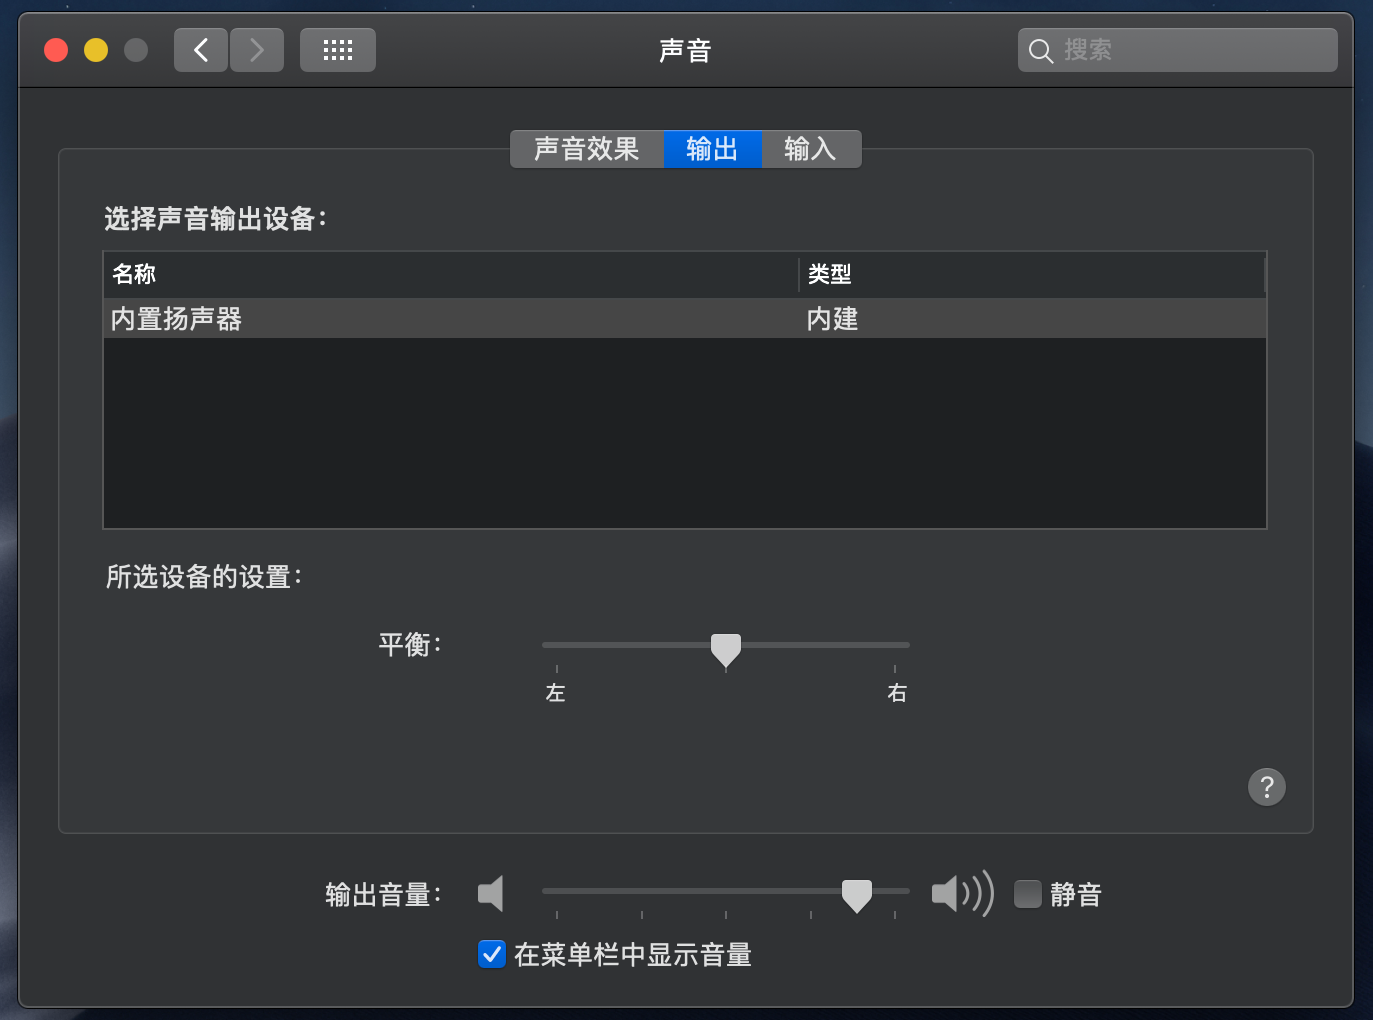 声音
搜索
声音效果 输出 输入
选择声音输出设备：
名称 类型
内置扬声器 内建
所选设备的设置：
平衡：
左 右
?
输出音量： 静音
在菜单栏中显示音量